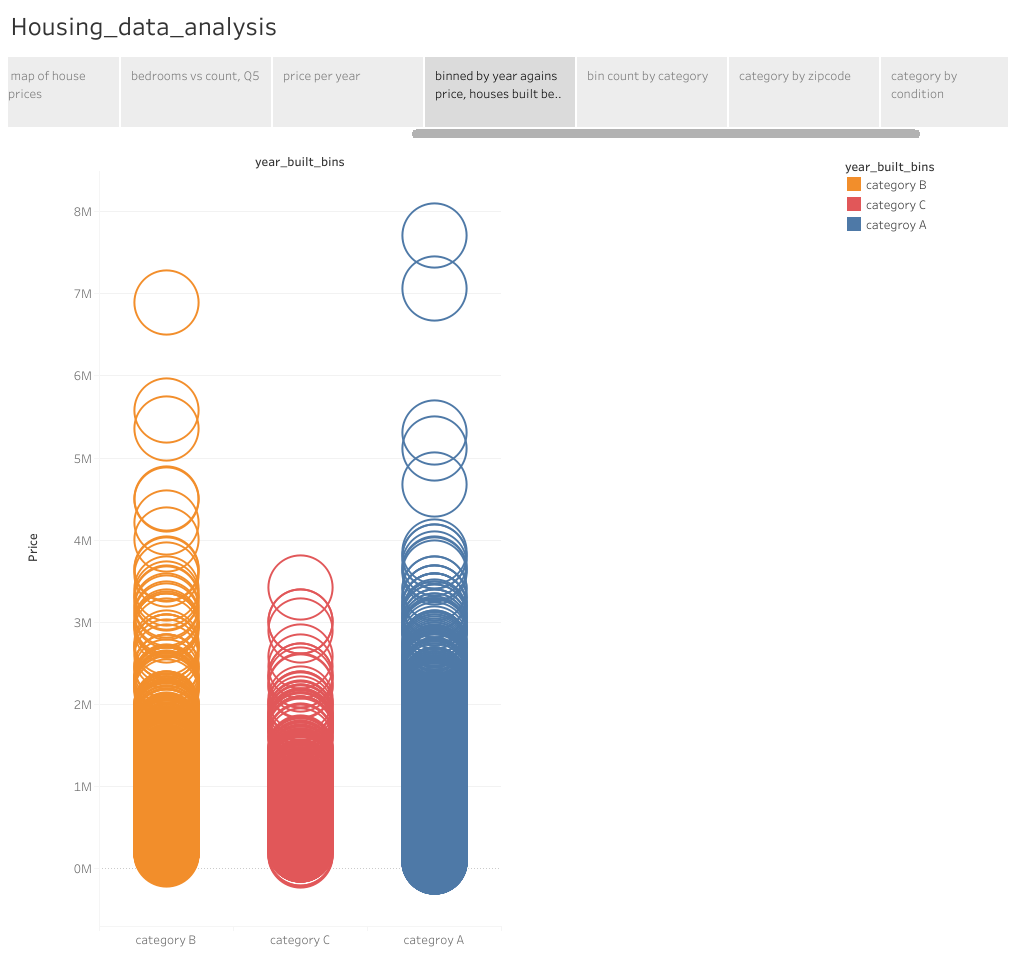 Housing_data_analysis
map of house
prices
bedrooms vs count, Q5
price per year
binned by year agains
price, houses built be..
bin count by category
category by zipcode
category by
condition
year_built_bins
year_built_bins
category B
category C
categroy A
8M
7M
6M
5M
4M
3M
2M
1M
0M
Price
category B
category C
categroy A